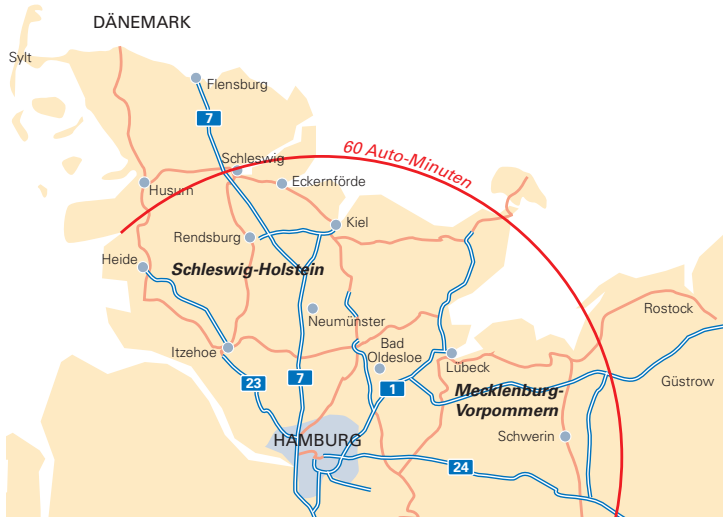 DÄNEMARK
Sylt
Flensburg
7
60 Auto-Minuten
Schleswig
Eckernförde
Husum
Kiel
Rendsburg
Heide
Schleswig-Holstein
Rostock
Neumünster
Itzehoe
Bad
Oldesloe
Lübeck
23
7
1
Güstrow
Mecklenburg-
Vorpommern
HAMBURG
Schwerin
24